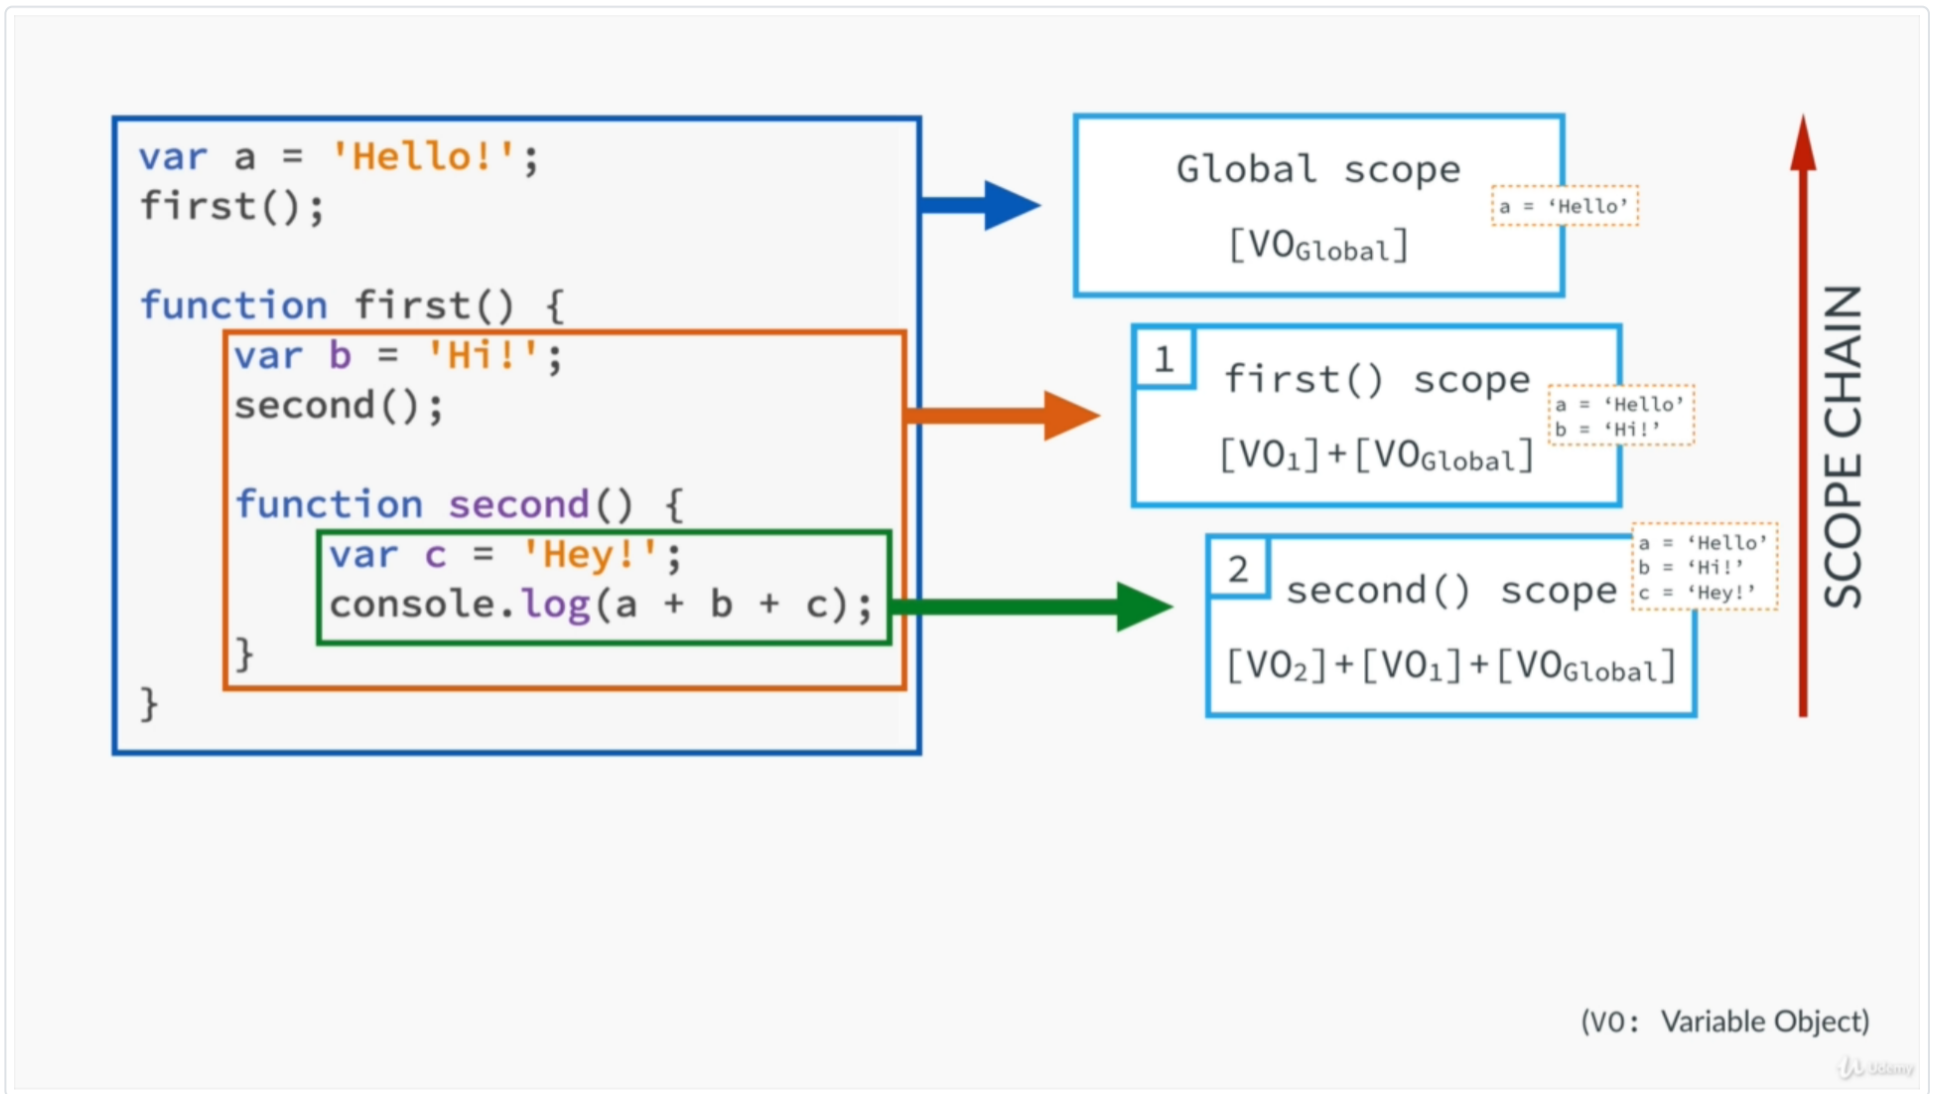 var a = 'Hello!';
first();
function first() {
var b = 'Hi!';
second();
function second() {
var c = 'Hey!';
console.log(a + b + c);
}
}
Global scope
[VOGlobal]
a = ‘Hello’
1
first() scope
[VO1]+[VOGlobal]
a = ‘Hello’
b = ‘Hi!’
2
second() scope
[VO2]+[VO1]+[VOGlobal]
a = ‘Hello’
b = ‘Hi!’
c = ‘Hey!’
SCOPE CHAIN
(VO: Variable Object)
Udemy